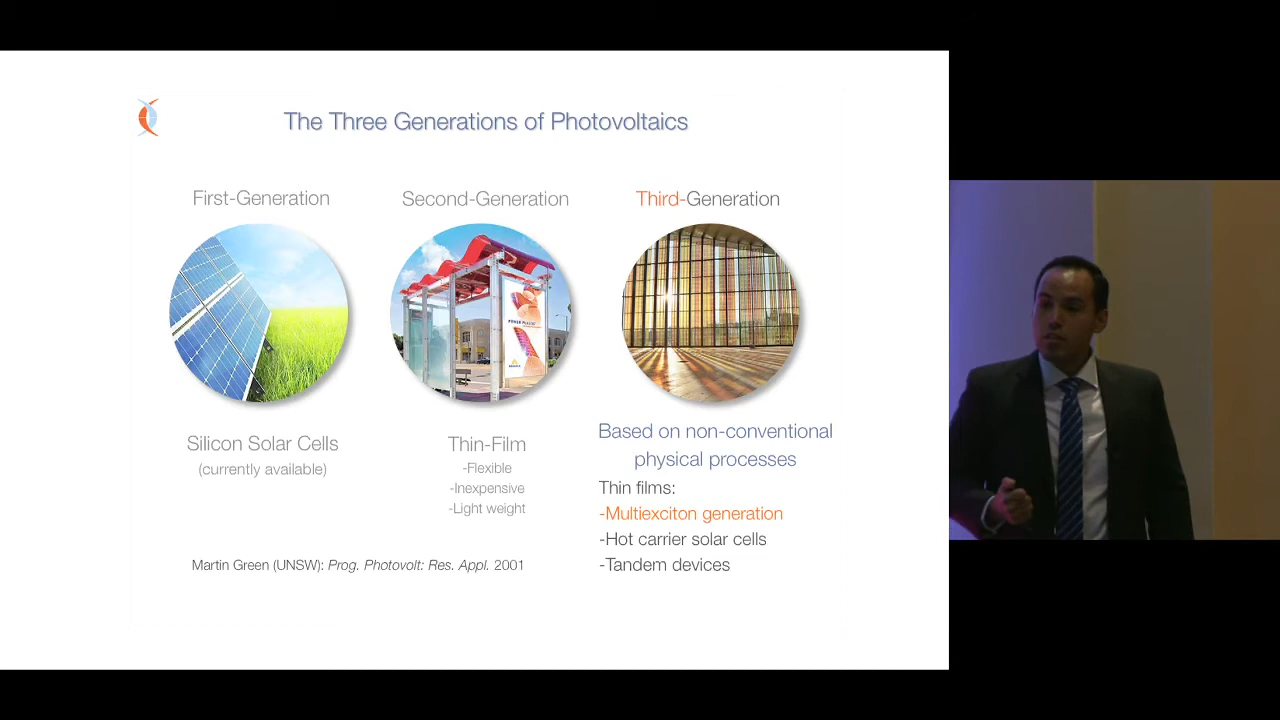 The Three Generations of Photovoltaics
First-Generation
Second-Generation
Third-Generation
POWER PLASTIC
Silicon Solar Cells
(currently available)
Thin-Film
-Flexible
-Inexpensive
-Light weight
Based on non-conventional
physical processes
Thin films:
-Multiexciton generation
-Hot carrier solar cells
-Tandem devices
Martin Green (UNSW): Prog. Photovolt: Res. Appl. 2001